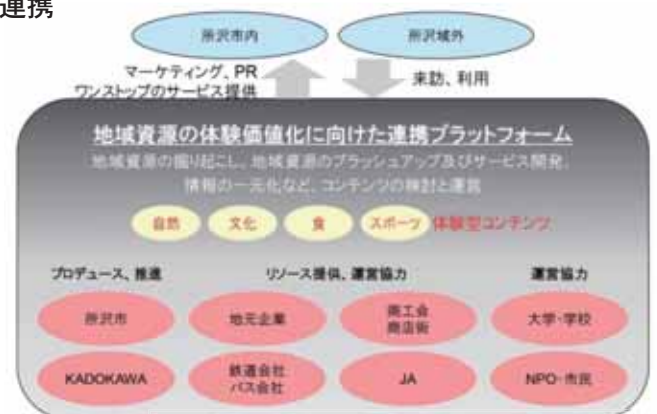 連携
所沢市内
所沢域外
マーケティング、PR
ワンストップのサービス提供
来訪、利用
地域資源の体験価値化に向けた連携プラットフォーム
地域資源の掘り起こし、地域資源のブラッシュアップ及びサービス開発、
情報の一元化など、コンテンツの検討と運営
自然 文化 食 スポーツ 体験型コンテンツ
プロデュース、推進
リソース提供、運営協力
運営協力
所沢市
地元企業
商工会
商店街
大学・学校
KADOKAWA
鉄道会社
バス会社
JA
NPO・市民